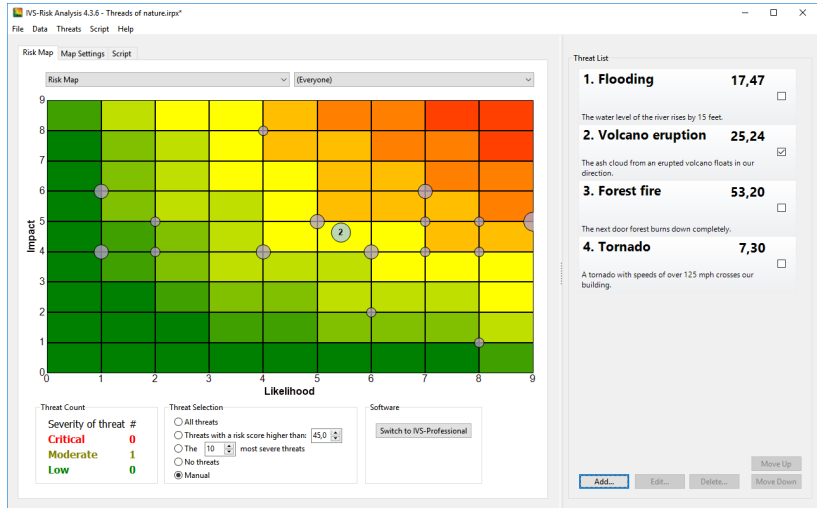 IVS-Risk Analysis 4.3.6 - Threads of nature.irpx*
File Data Threats Script Help
Risk Map Map Settings Script
Risk Map (Everyone)
9
8
7
6
5
4
3
2
1
0
Impact
2
0 1 2 3 4 5 6 7 8 9
Likelihood
Threat Count
Severity of threat #
Critical 0
Moderate 1
Low 0
Threat Selection
All threats
Threats with a risk score higher than: 45,0
The 10 most severe threats
No threats
Manual
Software
Switch to IVS-Professional
Threat List
1. Flooding 17,47
The water level of the river rises by 15 feet.
2. Volcano eruption 25,24
The ash cloud from an erupted volcano floats in our
direction.
3. Forest fire 53,20
The next door forest burns down completely.
4. Tornado 7,30
A tornado with speeds of over 125 mph crosses our
building.
Move Up
Add... Edit... Delete... Move Down